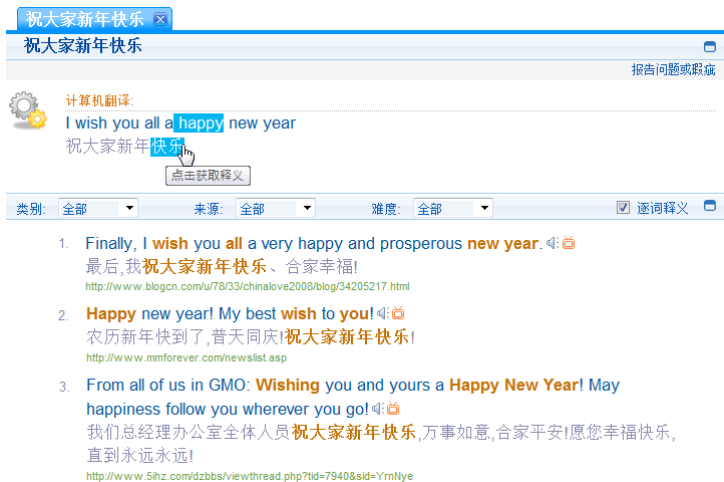 祝大家新年快乐
祝大家新年快乐
报告问题或瑕疵
计算机翻译:
I wish you all a happy new year
祝大家新年快乐
点击获取释义
类别: 全部 来源: 全部 难度: 全部 逐词释义
1. Finally, I wish you all a very happy and prosperous new year.
最后,我祝大家新年快乐、合家幸福!
http://www.blogcn.com/u/78/33/chinalove2008/blog/34205217.html
2. Happy new year! My best wish to you!
农历新年快到了,普天同庆!祝大家新年快乐!
http://www.mmforever.com/newslist.asp
3. From all of us in GMO: Wishing you and yours a Happy New Year! May
happiness follow you wherever you go!
我们总经理办公室全体人员祝大家新年快乐,万事如意,合家平安!愿您幸福快乐,
直到永远永远!
http://www.5ihz.com/dzbbs/viewthread.php?tid=7940&sid=YrnNye